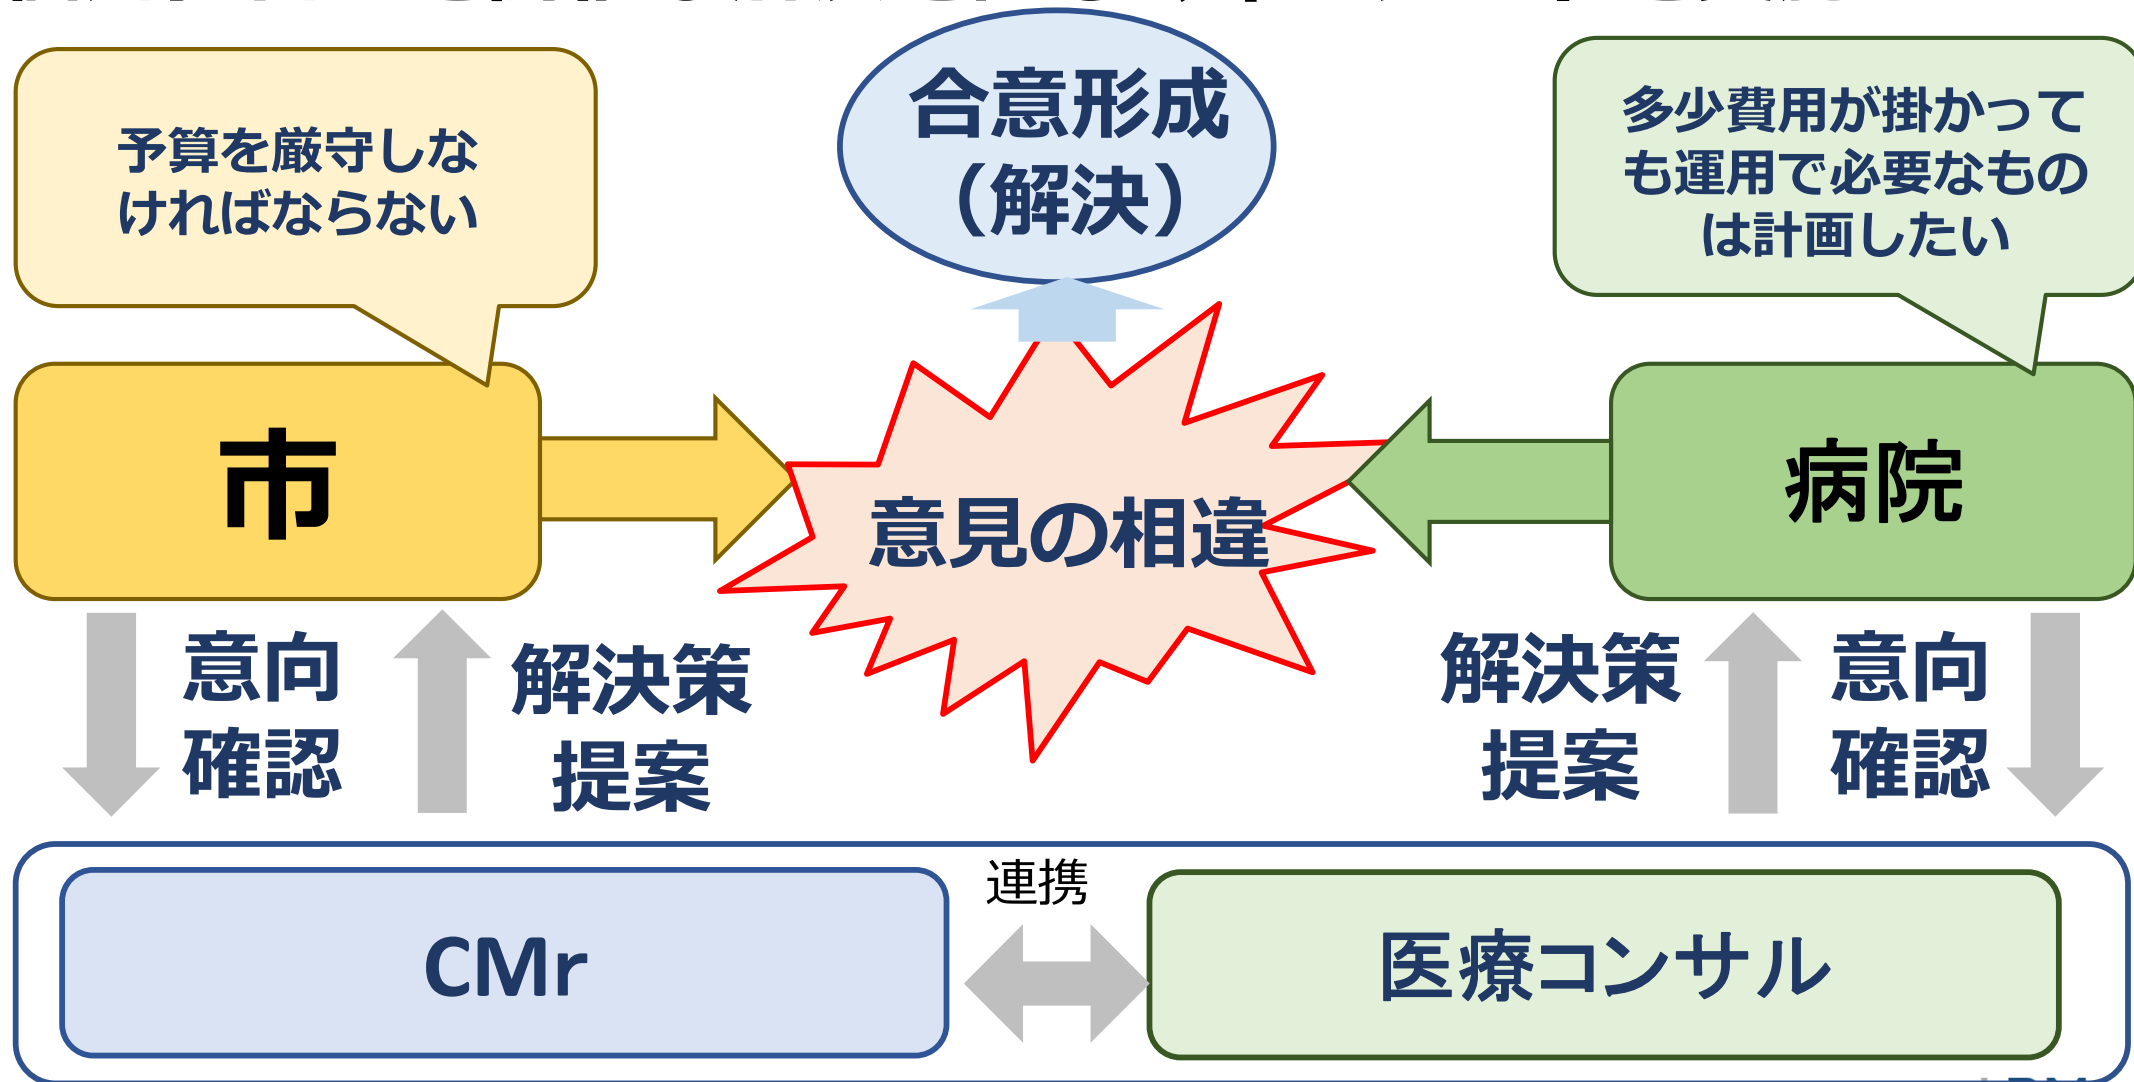 合意形成
（解決）
予算を厳守しな
ければならない
多少費用が掛かって
も運用で必要なもの
は計画したい
市
意見の相違
病院
意向
確認
解決策
提案
解決策
提案
意向
確認
連携
CMr
医療コンサル